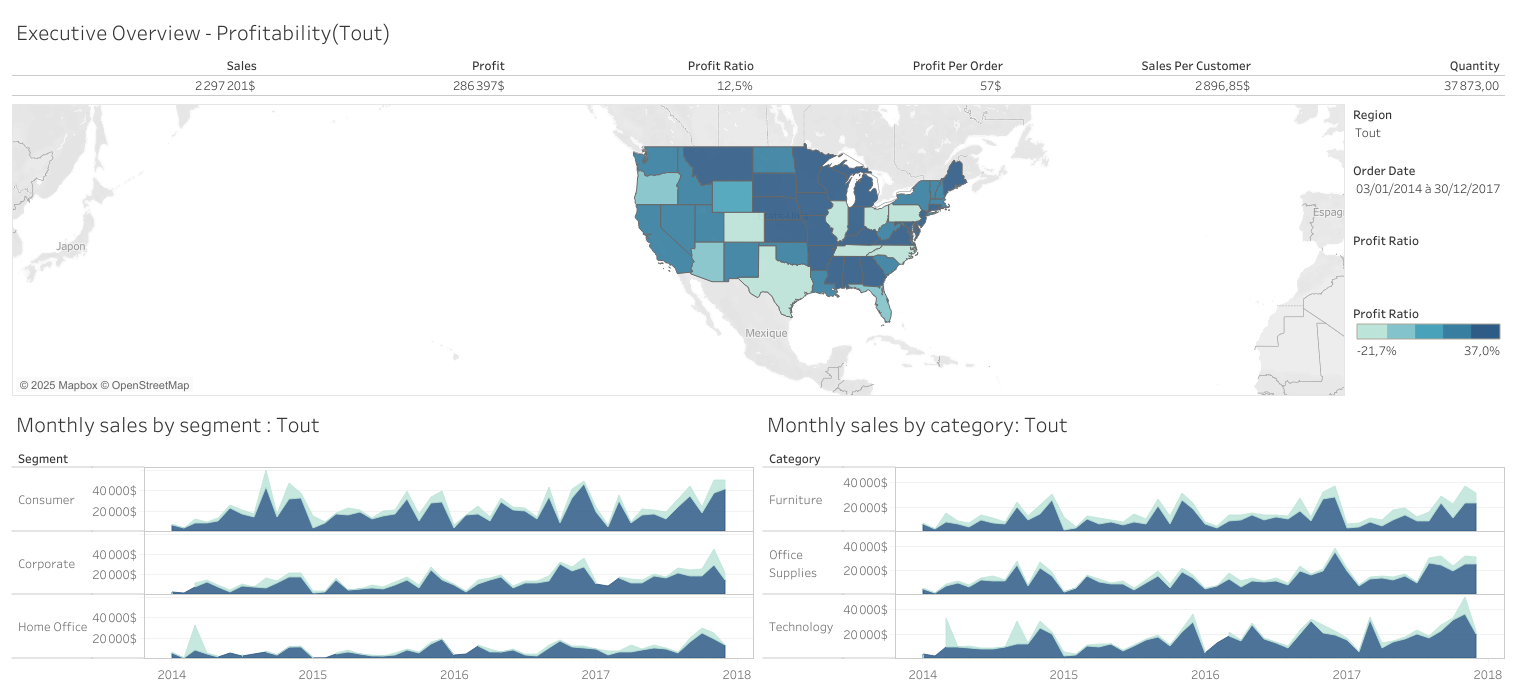 Executive Overview - Profitability(Tout)
Sales Profit Profit Ratio Profit Per Order Sales Per Customer Quantity
2 297 201$ 286 397$ 12,5% 57$ 2 896,85$ 37 873,00
Region
Tout
Order Date
03/01/2014 à 30/12/2017
Profit Ratio
Profit Ratio
-21,7% 37,0%
Japon
Mexique
Espag
© 2025 Mapbox © OpenStreetMap
Monthly sales by segment : Tout
Segment
Consumer
40 000$
20 000$
Corporate
40 000$
20 000$
Home Office
40 000$
20 000$
2014 2015 2016 2017 2018
Monthly sales by category: Tout
Category
Furniture
40 000$
20 000$
Office
Supplies
40 000$
20 000$
Technology
40 000$
20 000$
2014 2015 2016 2017 2018